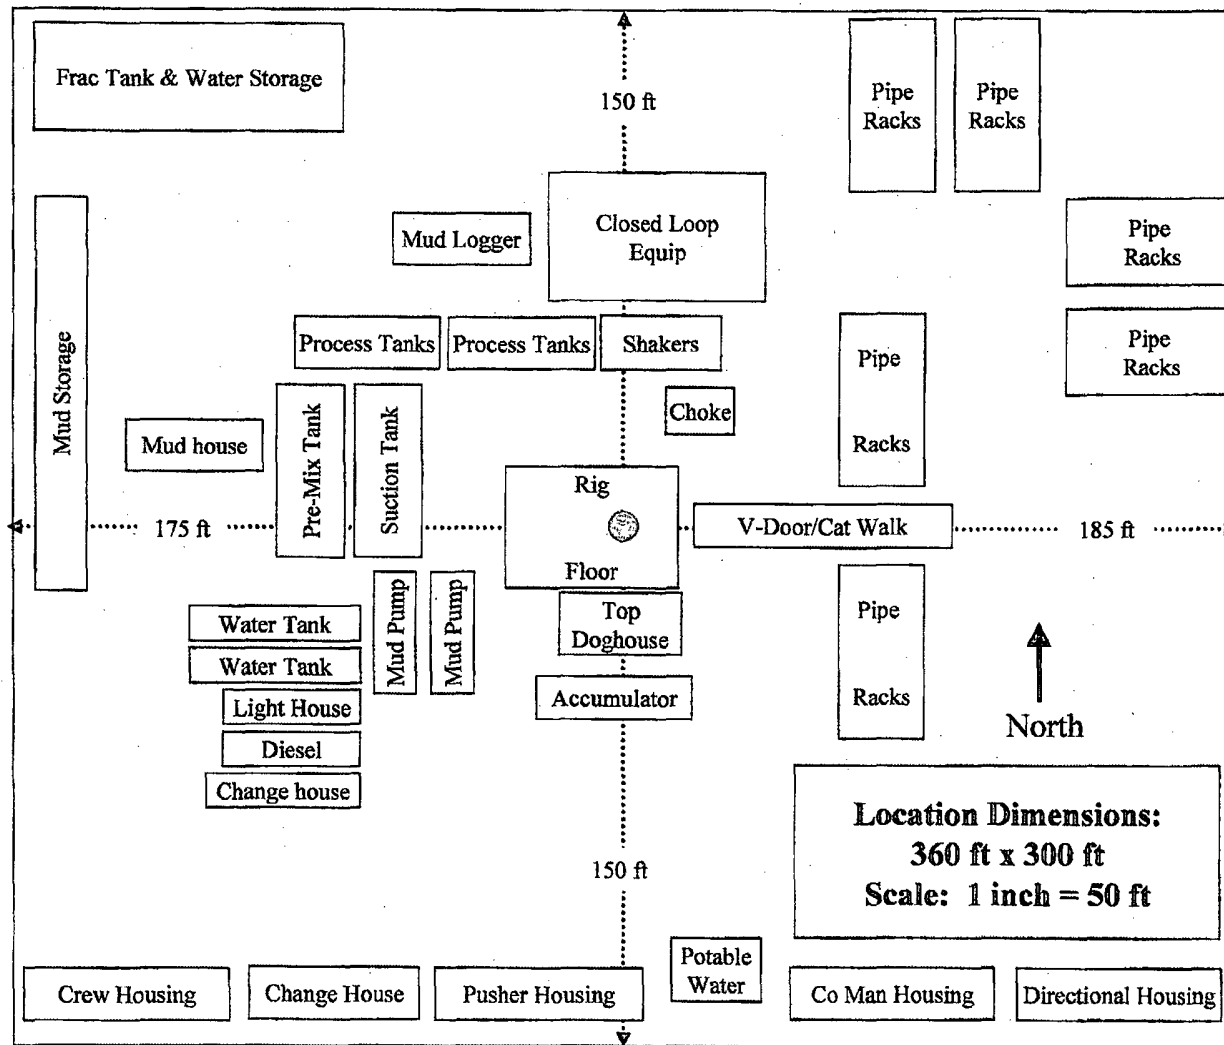 Frac Tank & Water Storage
150 ft
Pipe
Racks
Pipe
Racks
Mud Logger
Closed Loop
Equip
Pipe
Racks
Process Tanks
Process Tanks
Shakers
Pipe
Racks
Pipe
Racks
Mud Storage
Mud house
Pre-Mix Tank
Suction Tank
Choke
Rig
Floor
175 ft
V-Door/Cat Walk
185 ft
Water Tank
Water Tank
Light House
Diesel
Change house
Mud Pump
Mud Pump
Top
Doghouse
Accumulator
Pipe
Racks
North
Location Dimensions:
360 ft x 300 ft
Scale: 1 inch = 50 ft
150 ft
Crew Housing
Change House
Pusher Housing
Potable
Water
Co Man Housing
Directional Housing